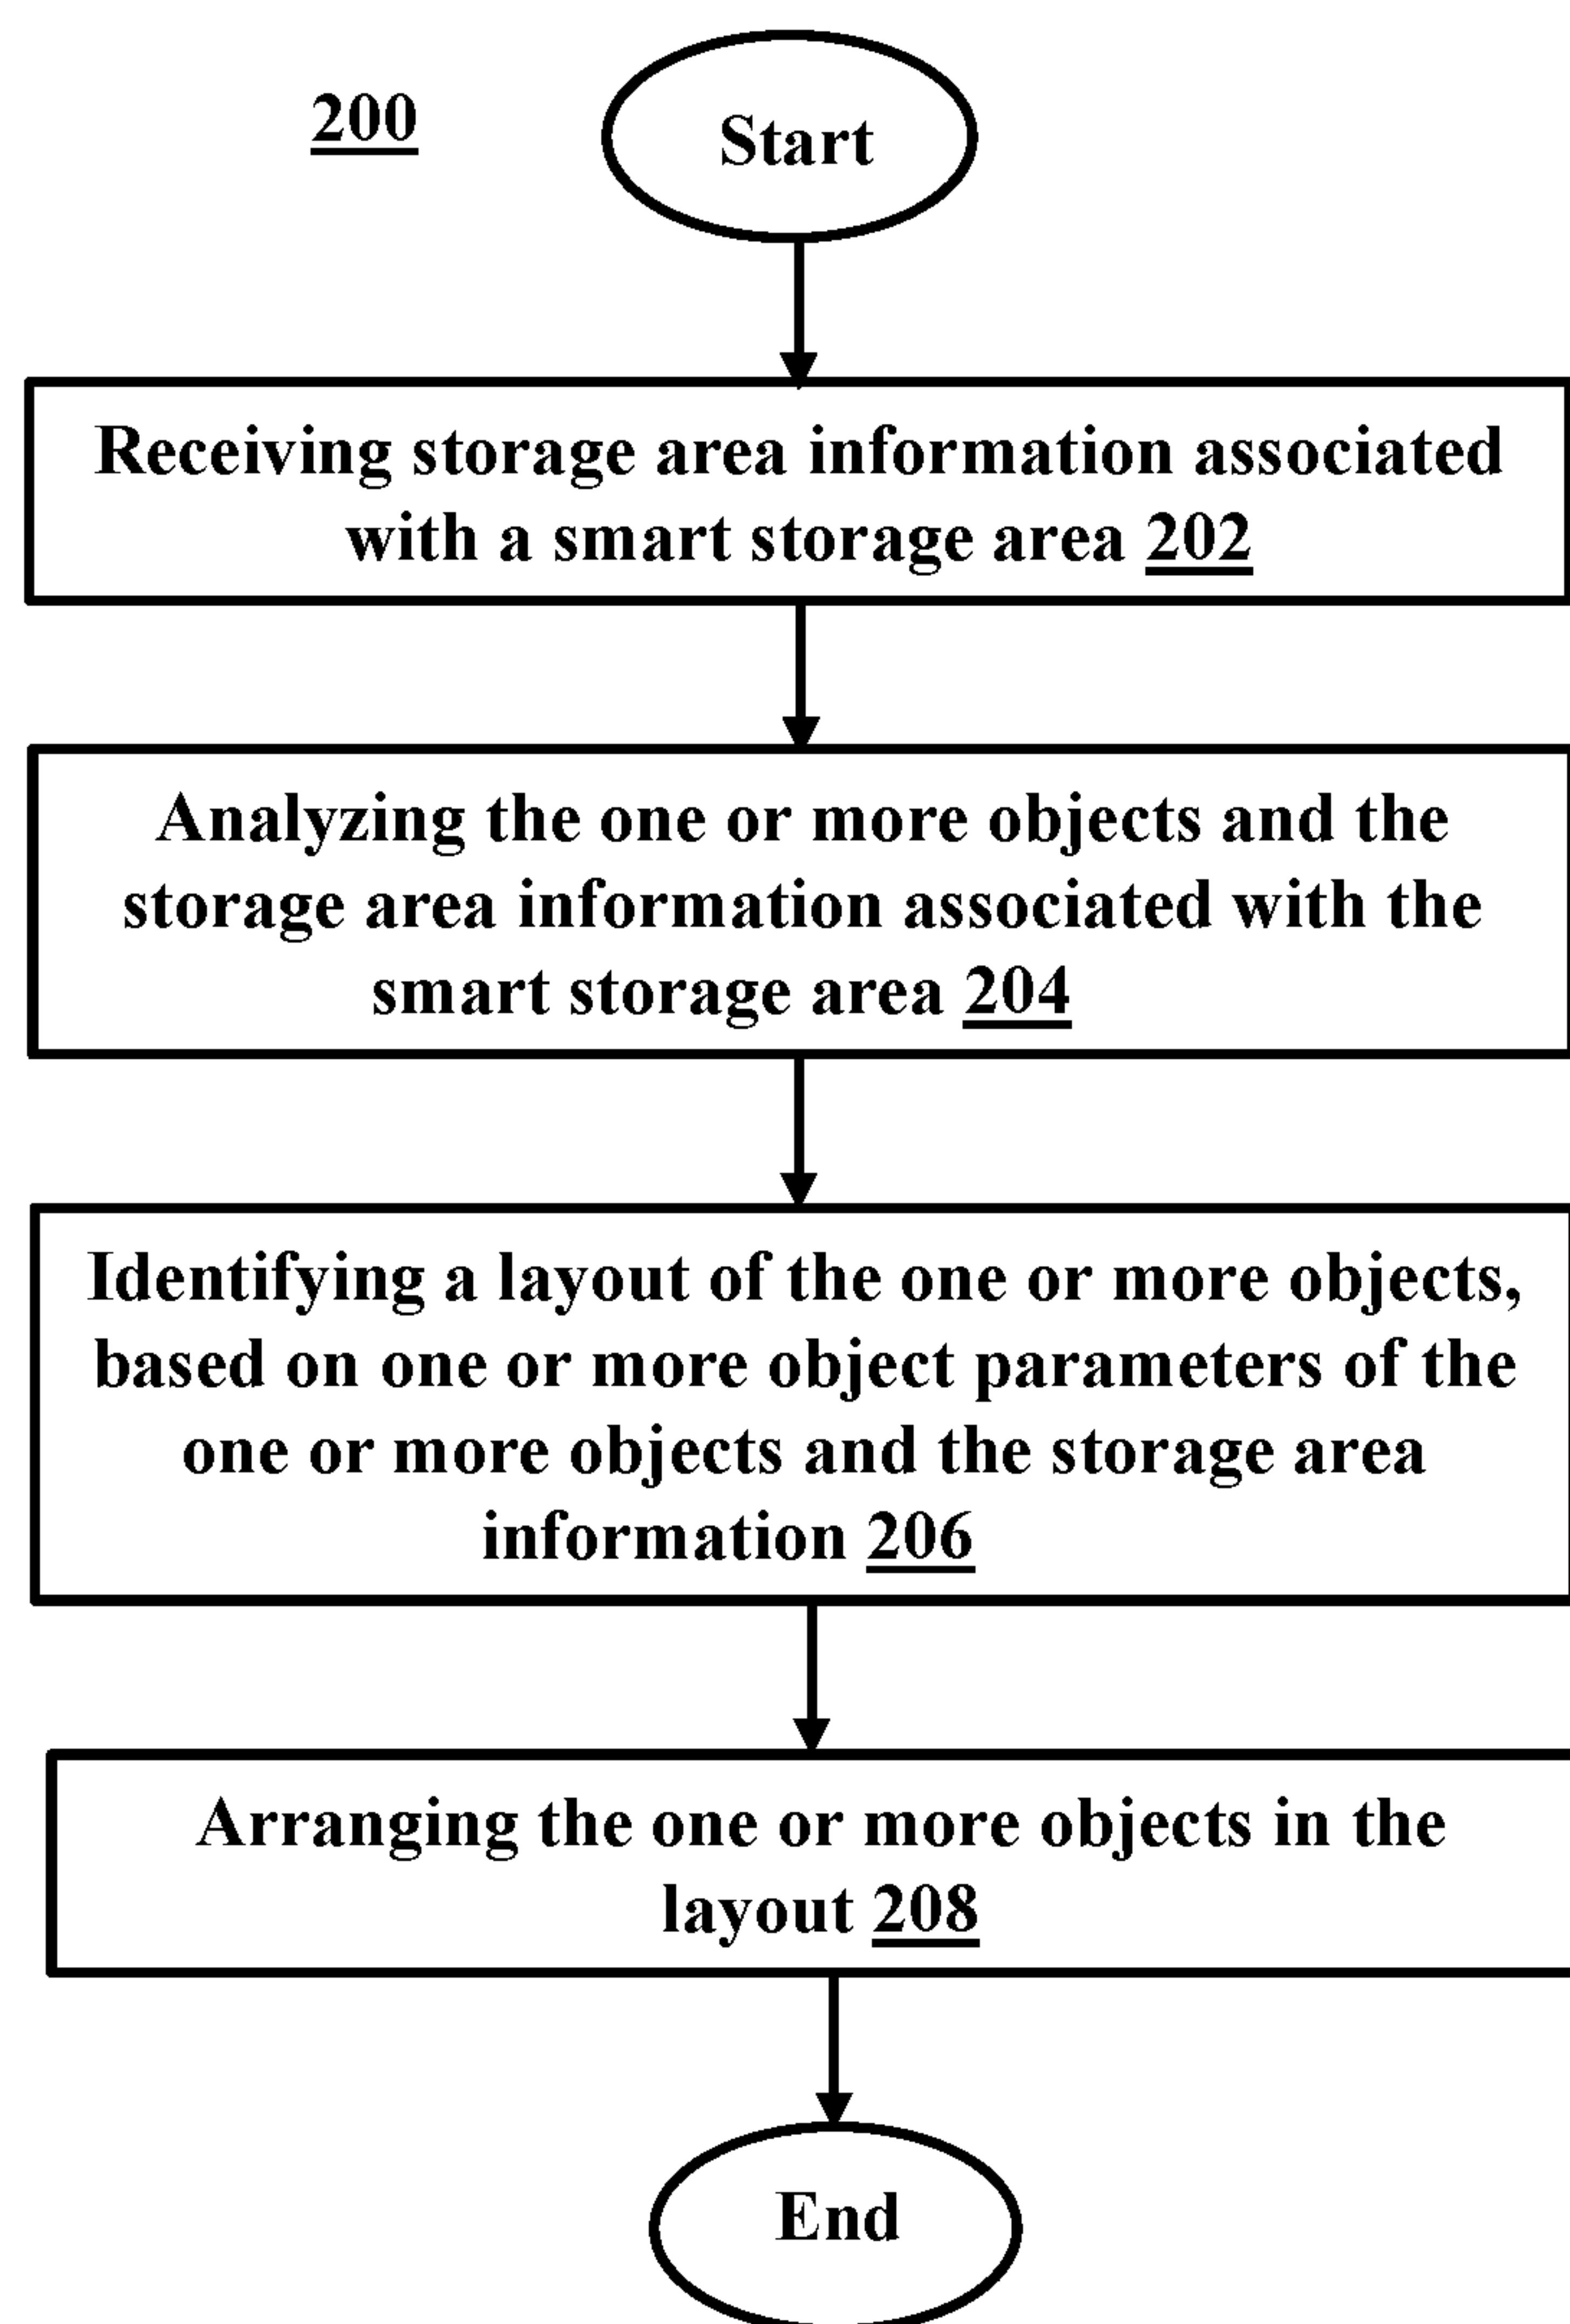 200
Start
Receiving storage area information associated
with a smart storage area 202
Analyzing the one or more objects and the
storage area information associated with the
smart storage area 204
Identifying a layout of the one or more objects,
based on one or more object parameters of the
one or more objects and the storage area
information 206
Arranging the one or more objects in the
layout 208
End